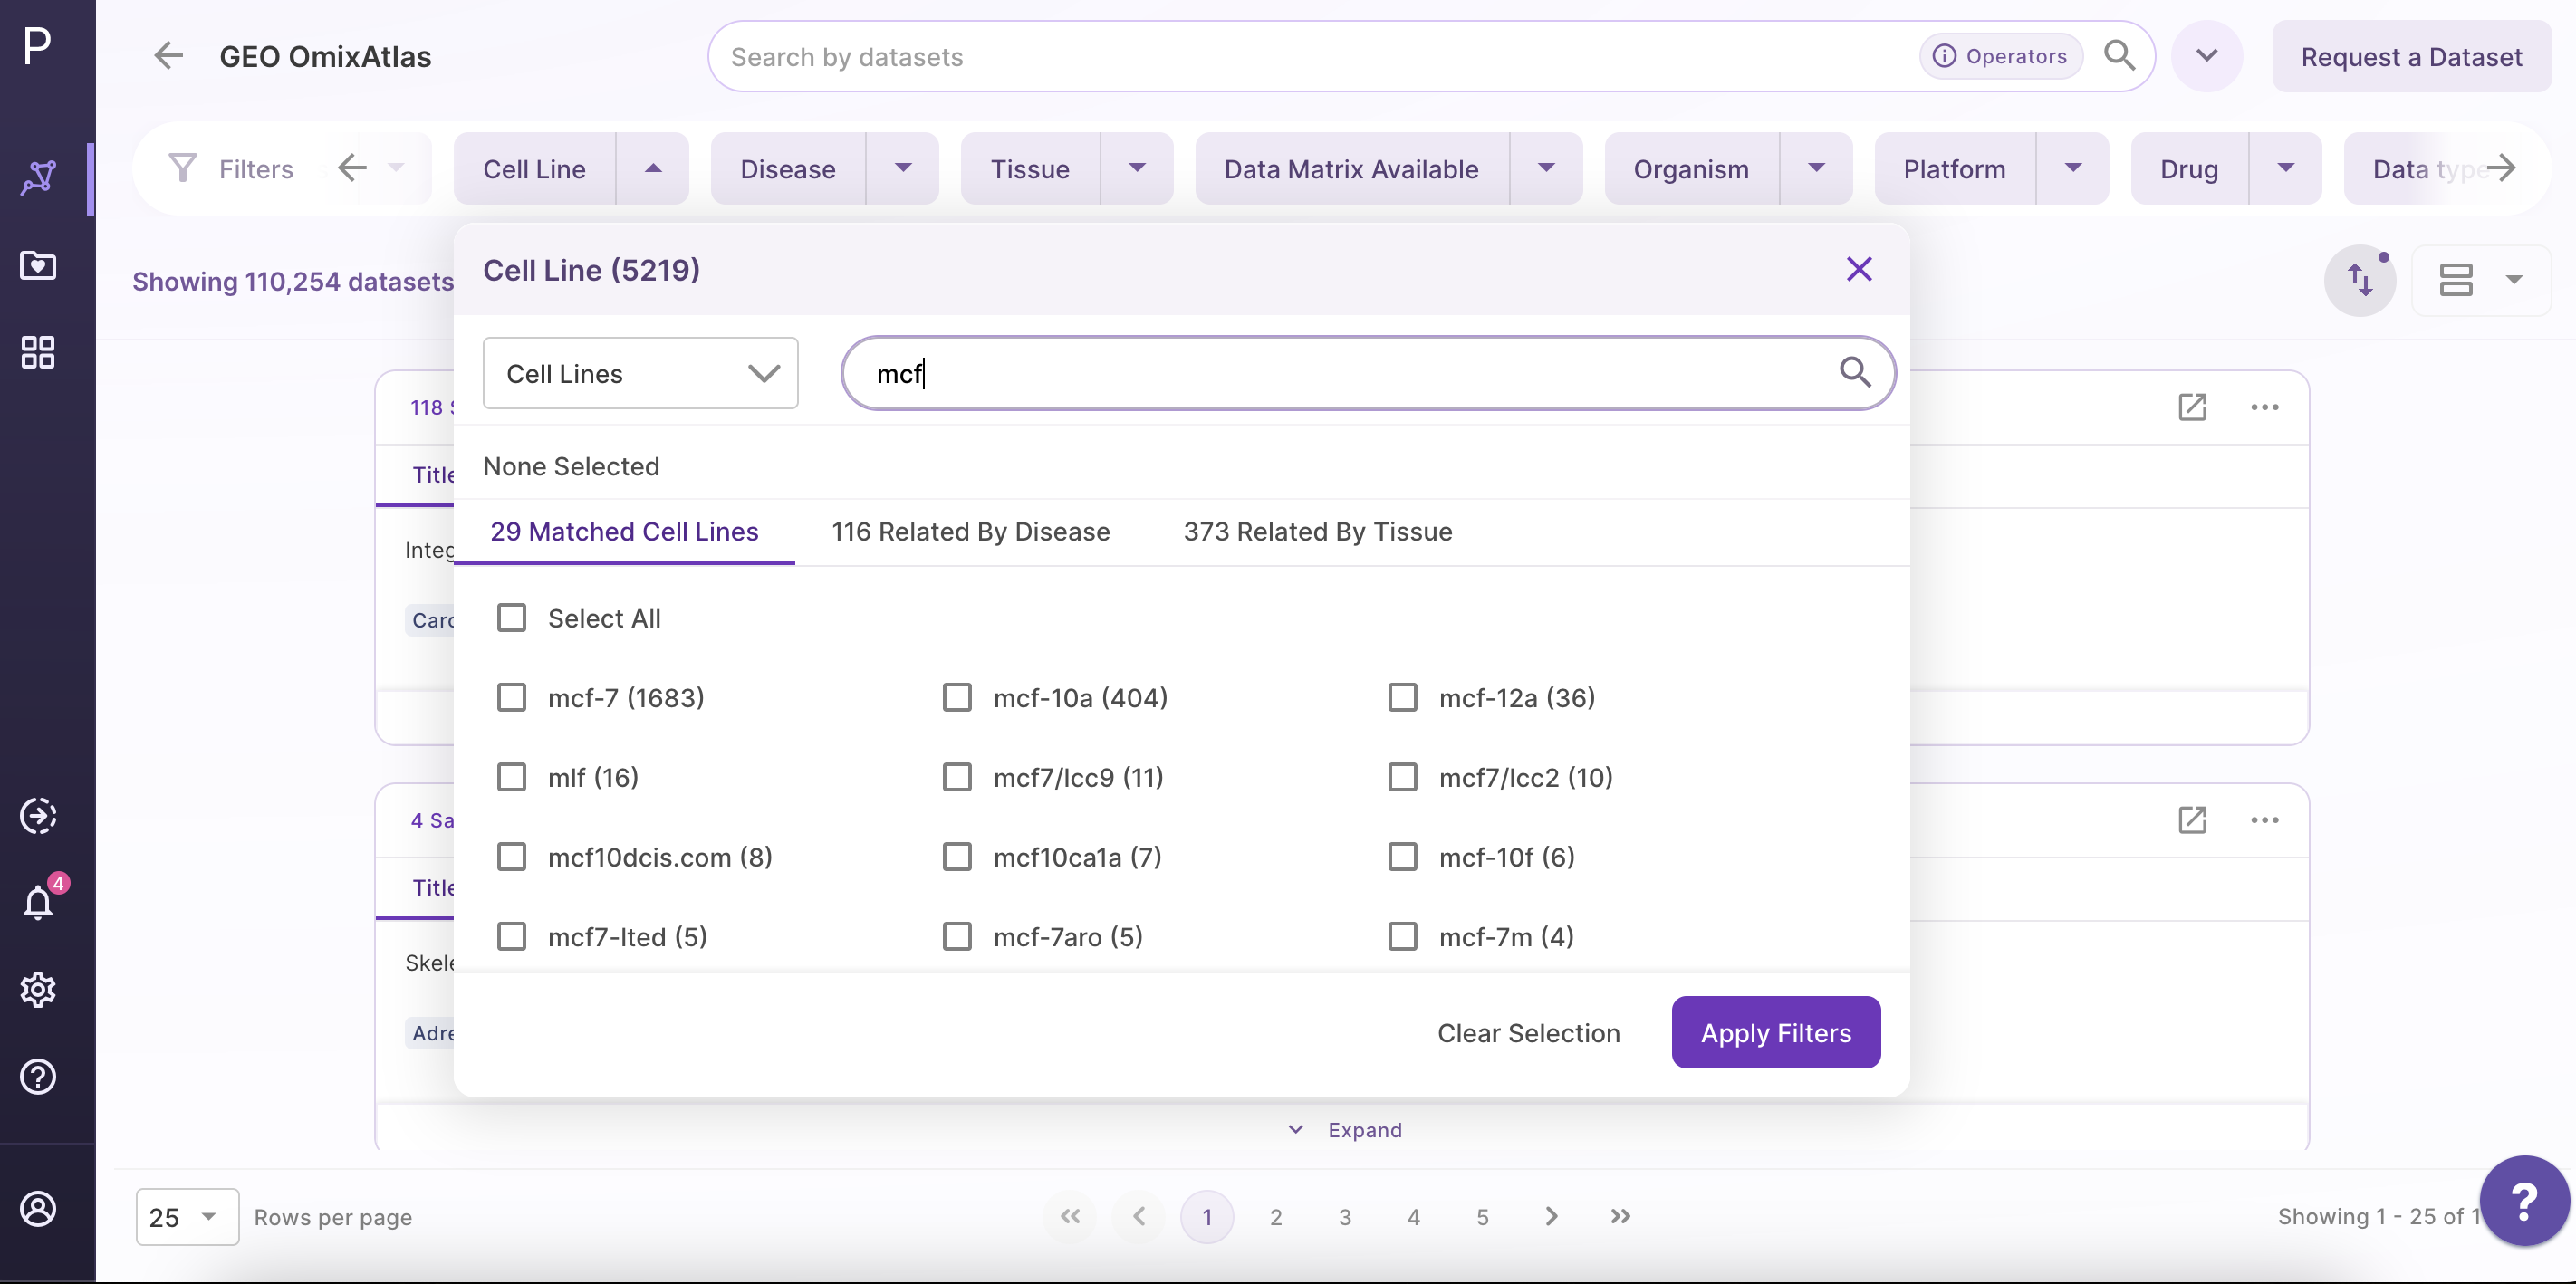 P
GEO OmixAtlas
Search by datasets
Operators
Request a Dataset
Filters
Cell Line
Disease
Tissue
Data Matrix Available
Organism
Platform
Drug
Data type
Showing 110,254 datasets
Cell Line (5219)
Cell Lines
mcf
118 S
None Selected
Title
29 Matched Cell Lines
116 Related By Disease
373 Related By Tissue
Integ
Select All
Carc
mcf-7 (1683)
mcf-10a (404)
mcf-12a (36)
mlf (16)
mcf7/lcc9 (11)
mcf7/lcc2 (10)
4 Sa
mcf10dcis.com (8)
mcf10ca1a (7)
mcf-10f (6)
4
Title
mcf7-lted (5)
mcf-7aro (5)
mcf-7m (4)
Skele
Adre
Clear Selection
Apply Filters
Expand
25
Rows per page
1
2
3
4
5
Showing 1 - 25 of 1
?